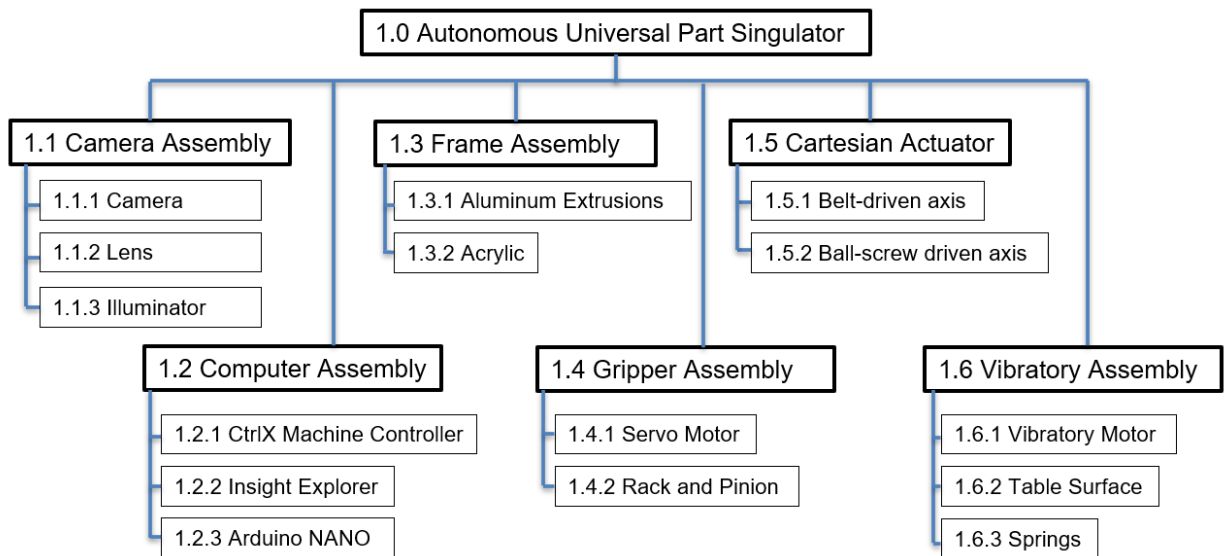 1.0 Autonomous Universal Part Singulator
1.1 Camera Assembly
1.1.1 Camera
1.1.2 Lens
1.1.3 Illuminator
1.2 Computer Assembly
1.2.1 CtrlX Machine Controller
1.2.2 Insight Explorer
1.2.3 Arduino NANO
1.3 Frame Assembly
1.3.1 Aluminum Extrusions
1.3.2 Acrylic
1.4 Gripper Assembly
1.4.1 Servo Motor
1.4.2 Rack and Pinion
1.5 Cartesian Actuator
1.5.1 Belt-driven axis
1.5.2 Ball-screw driven axis
1.6 Vibratory Assembly
1.6.1 Vibratory Motor
1.6.2 Table Surface
1.6.3 Springs